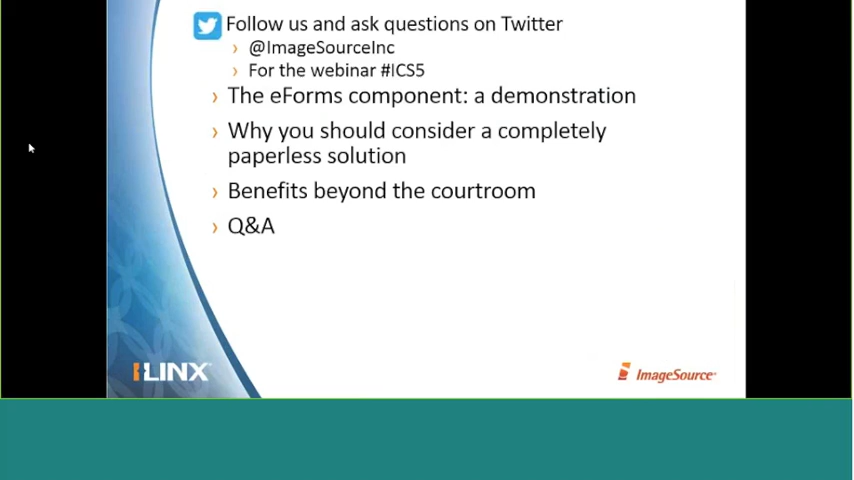 Follow us and ask questions on Twitter
› @ImageSourceInc
› For the webinar #ICS5
› The eForms component: a demonstration
› Why you should consider a completely
paperless solution
› Benefits beyond the courtroom
› Q&A
ILINX
ImageSource